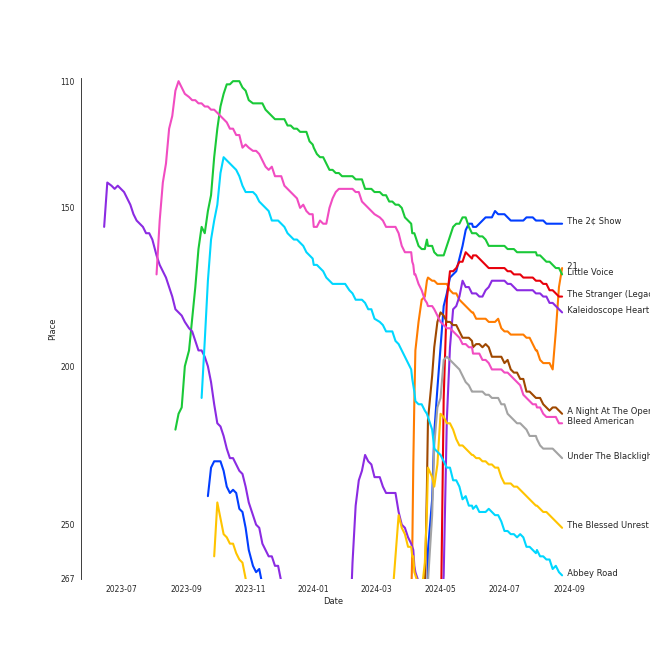 110
150
200
250
267
Place
2023-07
2023-09
2023-11
2024-01
2024-03
2024-05
2024-07
2024-09
Date
The 2¢ Show
21
Little Voice
The Stranger (Legac
Kaleidoscope Heart
A Night At The Oper
Bleed American
Under The Blackligh
The Blessed Unrest
Abbey Road